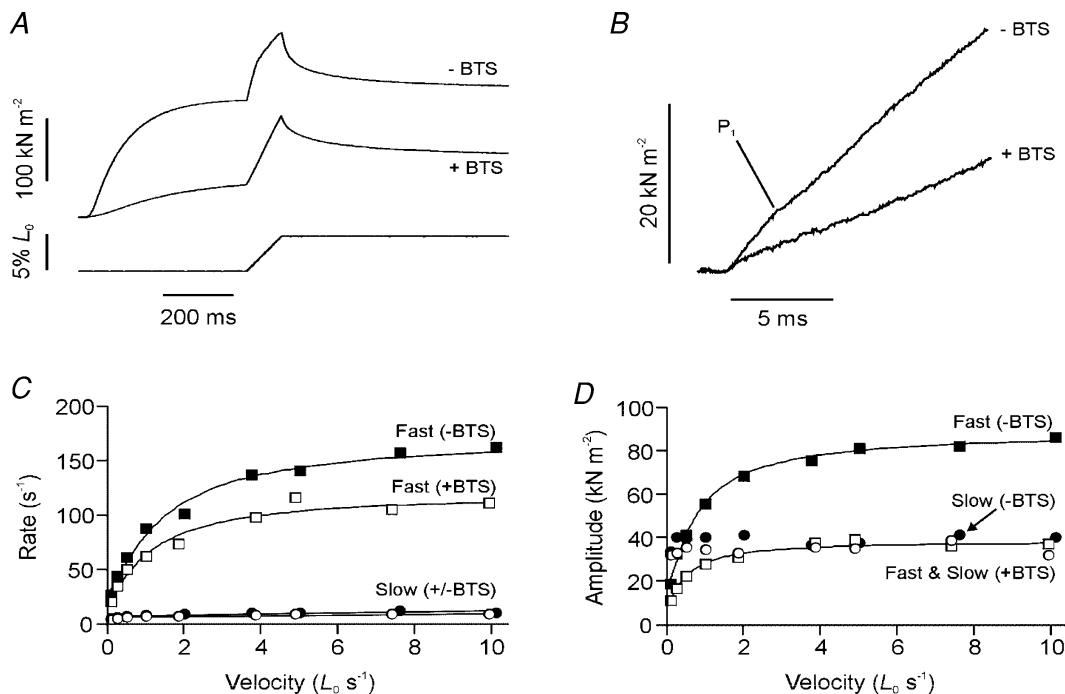 A
- BTS
+ BTS
100 kN m⁻²
5% L₀
200 ms
B
- BTS
P₁
+ BTS
20 kN m⁻²
5 ms
C
200
150
100
50
0
Rate (s⁻¹)
Fast (-BTS)
Fast (+BTS)
Slow (+/-BTS)
0 2 4 6 8 10
Velocity (L₀ s⁻¹)
D
100
80
60
40
20
0
Amplitude (kN m⁻²)
Fast (-BTS)
Slow (-BTS)
Fast & Slow (+BTS)
0 2 4 6 8 10
Velocity (L₀ s⁻¹)